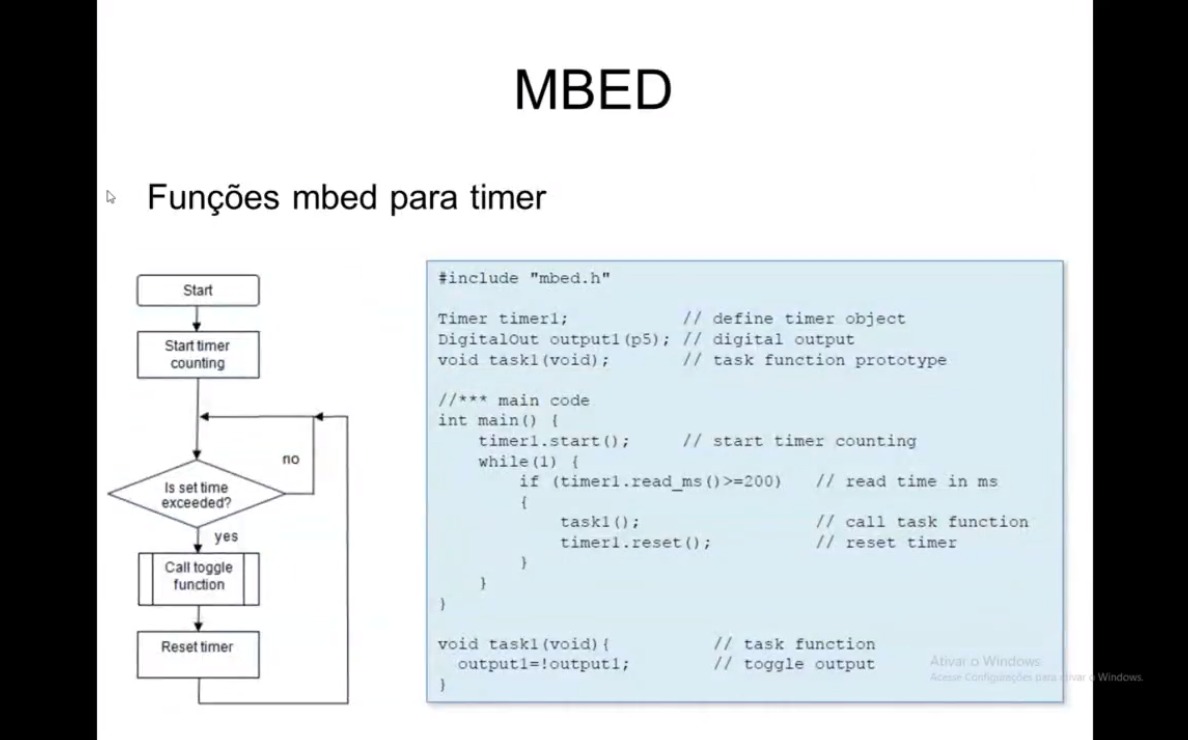 MBED
Funções mbed para timer
Start
Start timer
counting
no
Is set time
exceeded?
yes
Call toggle
function
Reset timer
#include "mbed.h"
Timer timer1;           // define timer object
DigitalOut output1(p5); // digital output
void task1(void);       // task function prototype
//*** main code
int main() {
    timer1.start();     // start timer counting
    while(1) {
        if (timer1.read_ms()>=200)   // read time in ms
        {
            task1();                 // call task function
            timer1.reset();          // reset timer
        }
    }
}
void task1(void){          // task function
  output1=!output1;        // toggle output
}
Ativar o Windows
Acesse Configurações para ativar o Windows.